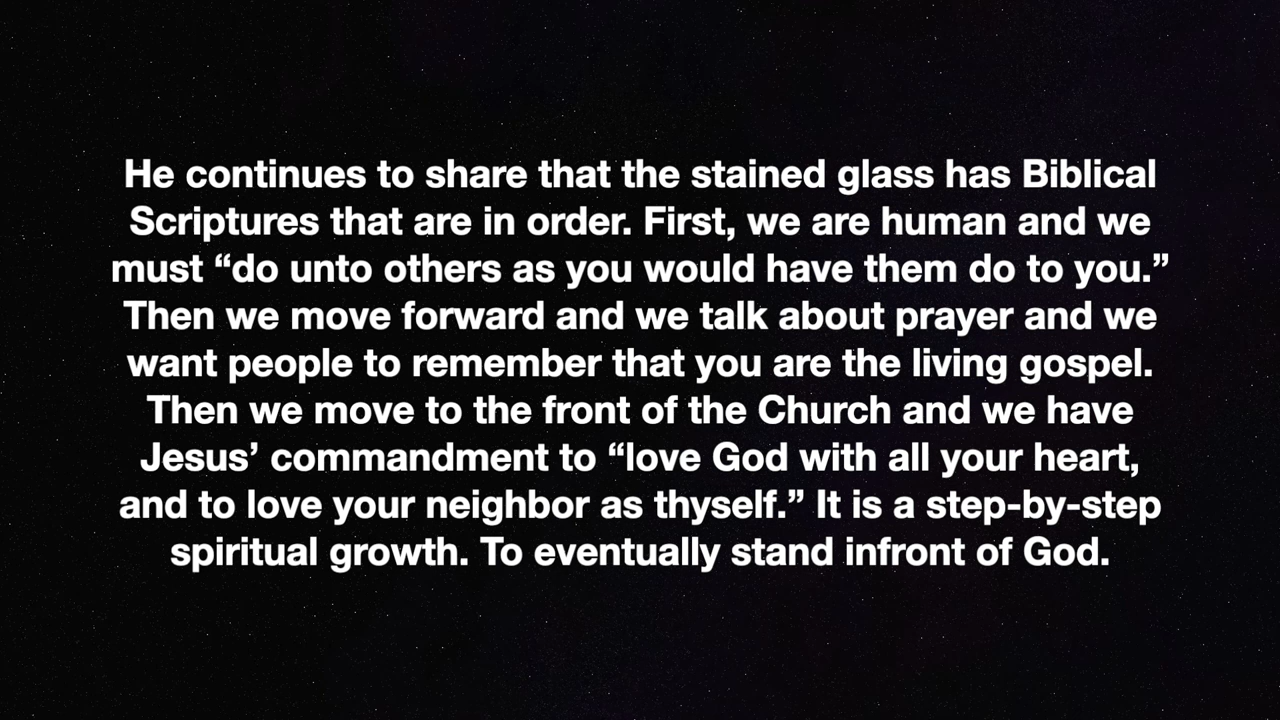 He continues to share that the stained glass has Biblical
Scriptures that are in order. First, we are human and we
must “do unto others as you would have them do to you.”
Then we move forward and we talk about prayer and we
want people to remember that you are the living gospel.
Then we move to the front of the Church and we have
Jesus’ commandment to “love God with all your heart,
and to love your neighbor as thyself.” It is a step-by-step
spiritual growth. To eventually stand infront of God.